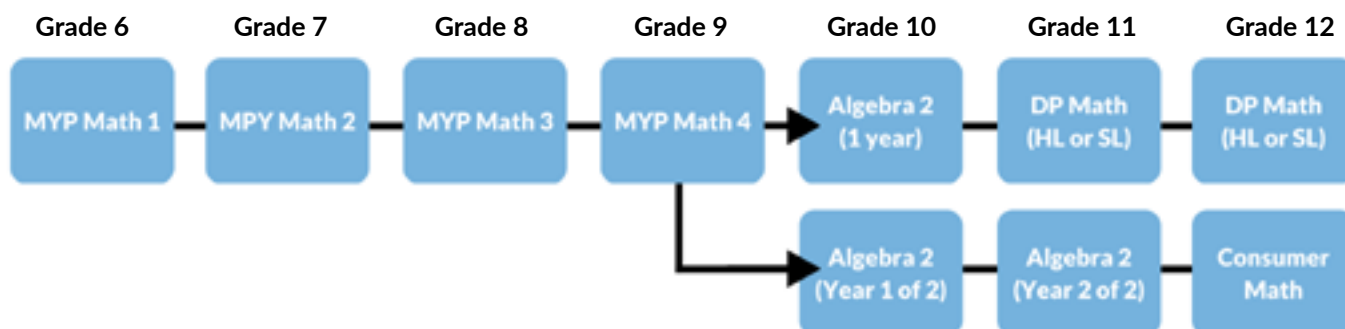 Grade 6
Grade 7
Grade 8
Grade 9
Grade 10
Grade 11
Grade 12
MYP Math 1
MPY Math 2
MYP Math 3
MYP Math 4
Algebra 2
(1 year)
DP Math
(HL or SL)
DP Math
(HL or SL)
Algebra 2
(Year 1 of 2)
Algebra 2
(Year 2 of 2)
Consumer
Math